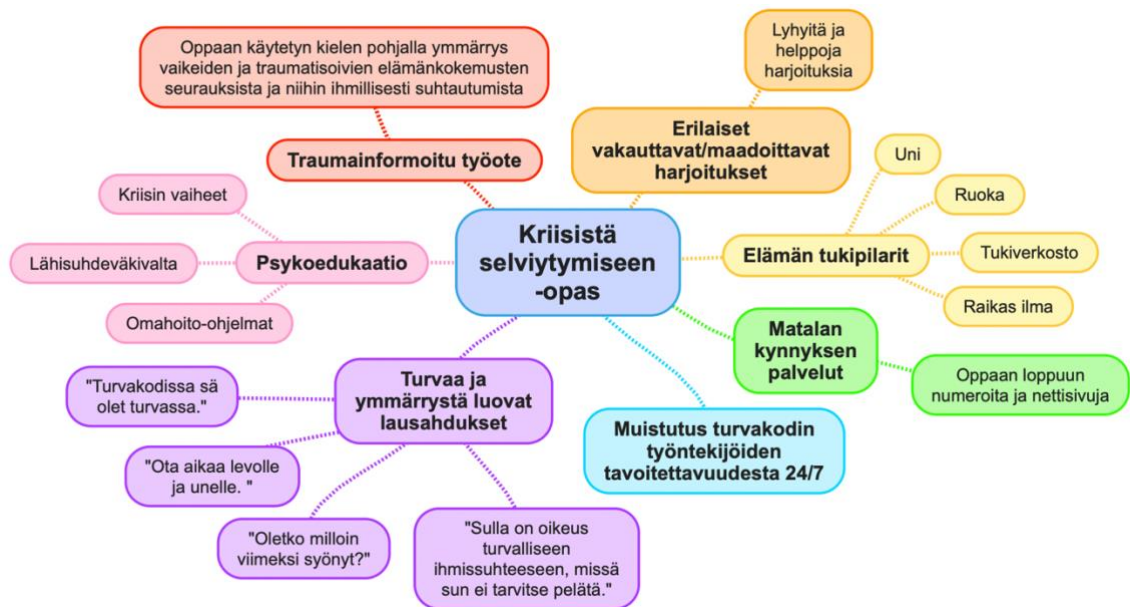 Oppaan käytetyn kielen pohjalla ymmärrys
vaikeiden ja traumatisoivien elämänkokemusten
seurauksista ja niihin ihmillisesti suhtautumista
Lyhyitä ja
helppoja
harjoituksia
Traumainformoitu työote
Erilaiset
vakauttavat/maadoittavat
harjoitukset
Uni
Ruoka
Tukiverkosto
Raikas ilma
Elämän tukipilarit
Kriisin vaiheet
Lähisuhdeväkivalta
Omahoito-ohjelmat
Psykoedukaatio
Kriisistä
selviytymiseen
-opas
Matalan
kynnyksen
palvelut
Oppaan loppuun
numeroita ja nettisivuja
Turvaa ja
ymmärrystä luovat
lausahdukset
Muistutus turvakodin
työntekijöiden
tavoitettavuudesta 24/7
"Turvakodissa sä
olet turvassa."
"Ota aikaa levolle
ja unelle. "
"Oletko milloin
viimeksi syönyt?"
"Sulla on oikeus
turvalliseen
ihmissuhteeseen, missä
sun ei tarvitse pelätä."